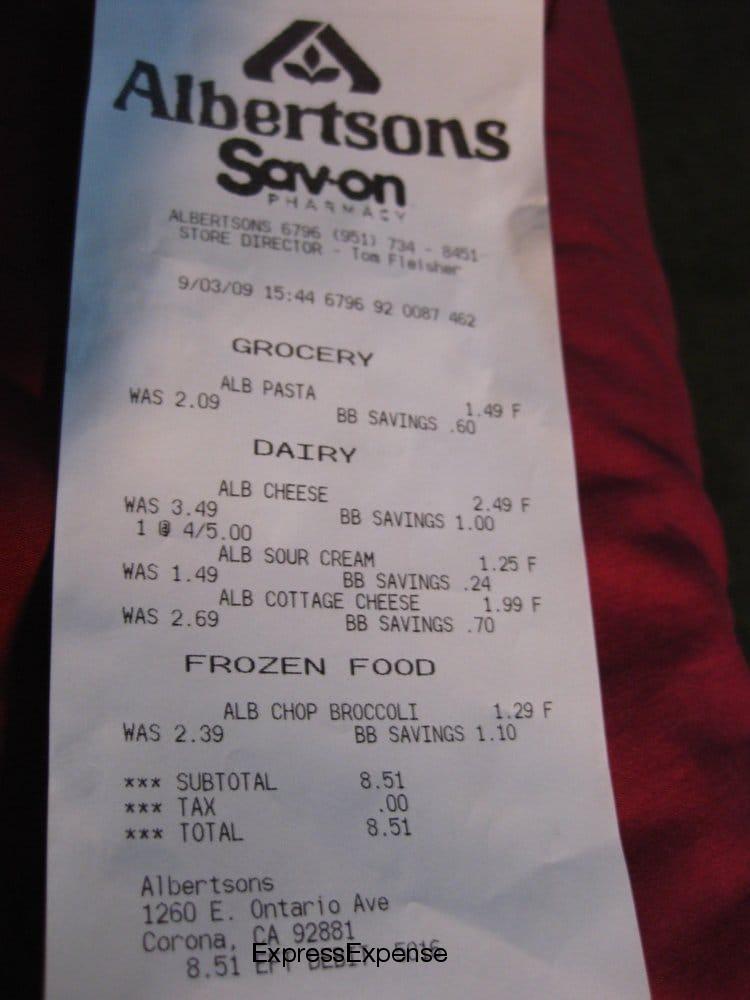 Albertsons
Sav-on
PHARMACY
ALBERTSONS 6796 (951) 734 - 8451
STORE DIRECTOR - Tom Fleisher
9/03/09 15:44 6796 92 0087 462
GROCERY
ALB PASTA 1.49 F
WAS 2.09 BB SAVINGS .60
DAIRY
ALB CHEESE 2.49 F
WAS 3.49 BB SAVINGS 1.00
1 @ 4/5.00
ALB SOUR CREAM 1.25 F
WAS 1.49 BB SAVINGS .24
ALB COTTAGE CHEESE 1.99 F
WAS 2.69 BB SAVINGS .70
FROZEN FOOD
ALB CHOP BROCCOLI 1.29 F
WAS 2.39 BB SAVINGS 1.10
*** SUBTOTAL 8.51
*** TAX .00
*** TOTAL 8.51
Albertsons
1260 E. Ontario Ave
Corona, CA 92881
8.51 EFT DEBIT
ExpressExpense